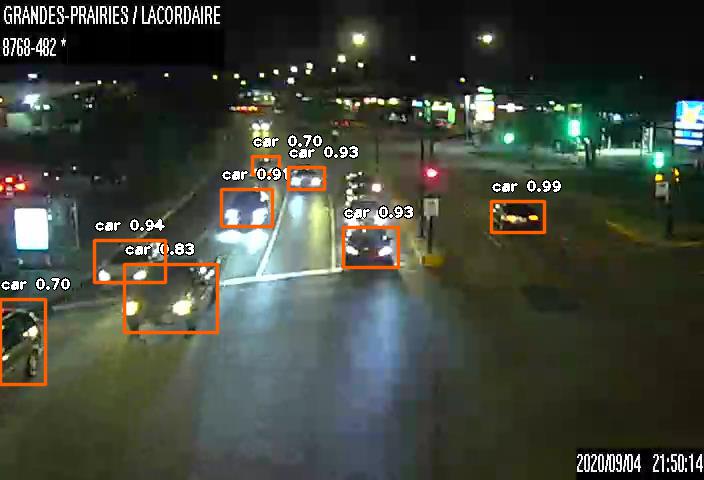 GRANDES-PRAIRIES / LACORDAIRE
8768-482 *
car 0.70
car 0.93
car 0.91
car 0.99
car 0.93
car 0.94
car 0.83
car 0.70
2020/09/04 21:50:14